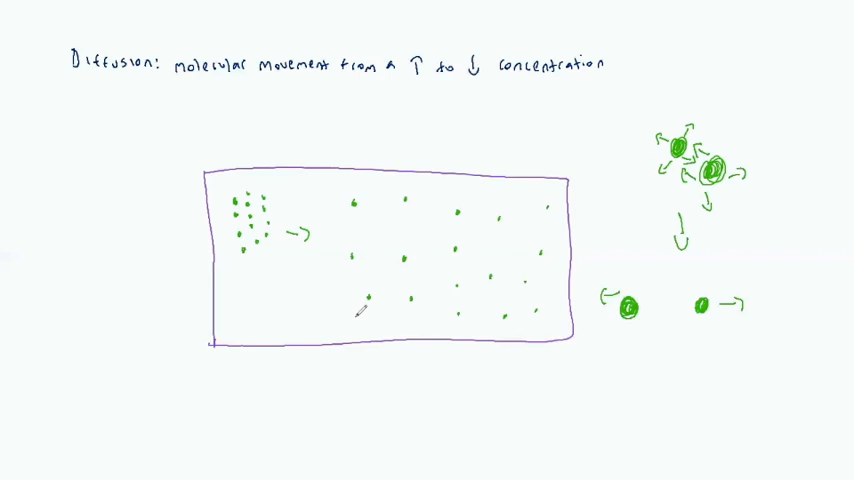 Diffusion: molecular movement from a ↑ to ↓ concentration